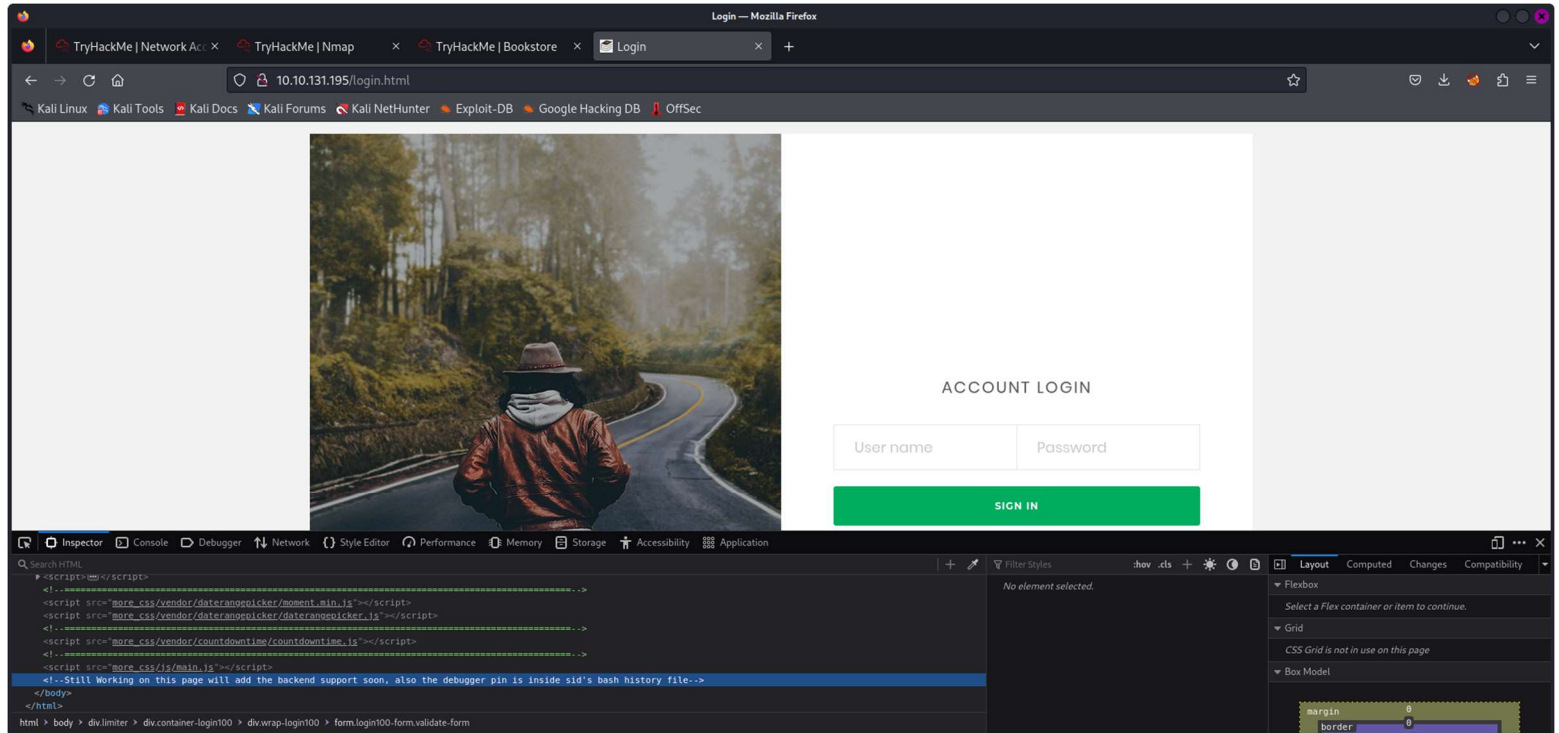 Login — Mozilla Firefox
TryHackMe | Network Acc
TryHackMe | Nmap
TryHackMe | Bookstore
Login
10.10.131.195/login.html
Kali Linux Kali Tools Kali Docs Kali Forums Kali NetHunter Exploit-DB Google Hacking DB OffSec
ACCOUNT LOGIN
User name Password
SIGN IN
Inspector Console Debugger Network Style Editor Performance Memory Storage Accessibility Application
Search HTML
<script></script>
<!--===============================================================================================-->
<script src="more_css/vendor/daterangepicker/moment.min.js"></script>
<script src="more_css/vendor/daterangepicker/daterangepicker.js"></script>
<!--===============================================================================================-->
<script src="more_css/vendor/countdowntime/countdowntime.js"></script>
<!--===============================================================================================-->
<script src="more_css/js/main.js"></script>
<!--Still Working on this page will add the backend support soon, also the debugger pin is inside sid's bash history file-->
</body>
</html>
html > body > div.limiter > div.container-login100 > div.wrap-login100 > form.login100-form.validate-form
Filter Styles :hov .cls
No element selected.
Layout Computed Changes Compatibility
Flexbox
Select a Flex container or item to continue.
Grid
CSS Grid is not in use on this page
Box Model
margin 0
border 0